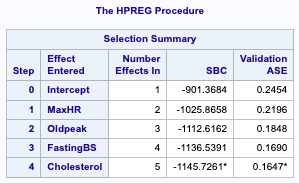 The HPREG Procedure
Selection Summary
Step Effect Entered Number Effects In SBC Validation ASE
0 Intercept 1 -901.3684 0.2454
1 MaxHR 2 -1025.8658 0.2196
2 Oldpeak 3 -1112.6162 0.1848
3 FastingBS 4 -1136.5391 0.1690
4 Cholesterol 5 -1145.7261* 0.1647*